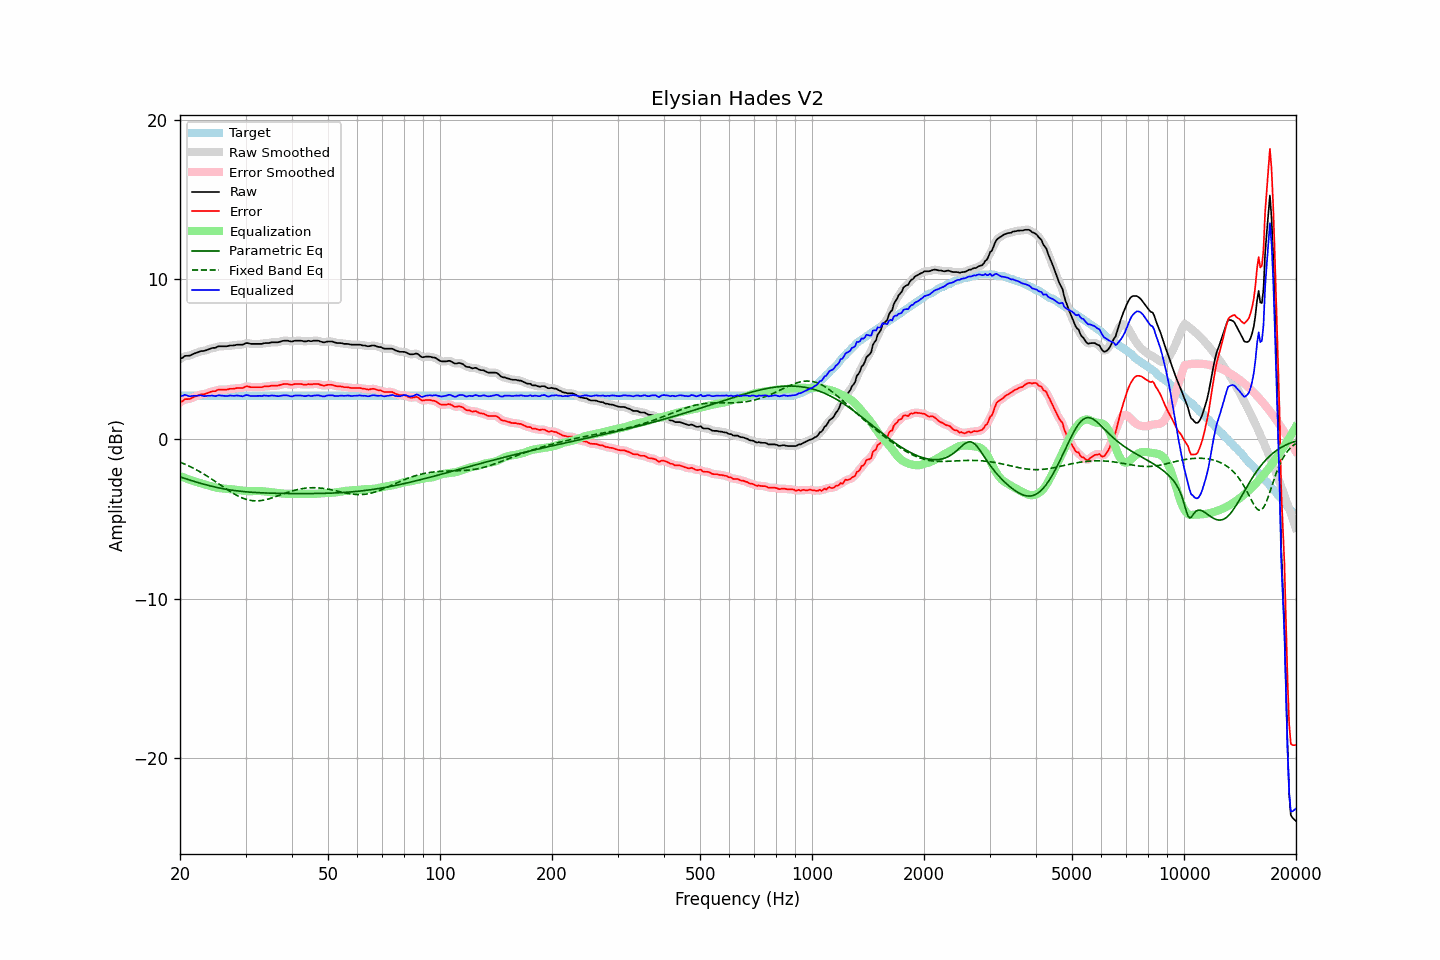 Elysian Hades V2
20
10
0
−10
−20
Amplitude (dBr)
Target
Raw Smoothed
Error Smoothed
Raw
Error
Equalization
Parametric Eq
Fixed Band Eq
Equalized
20 50 100 200 500 1000 2000 5000 10000 20000
Frequency (Hz)